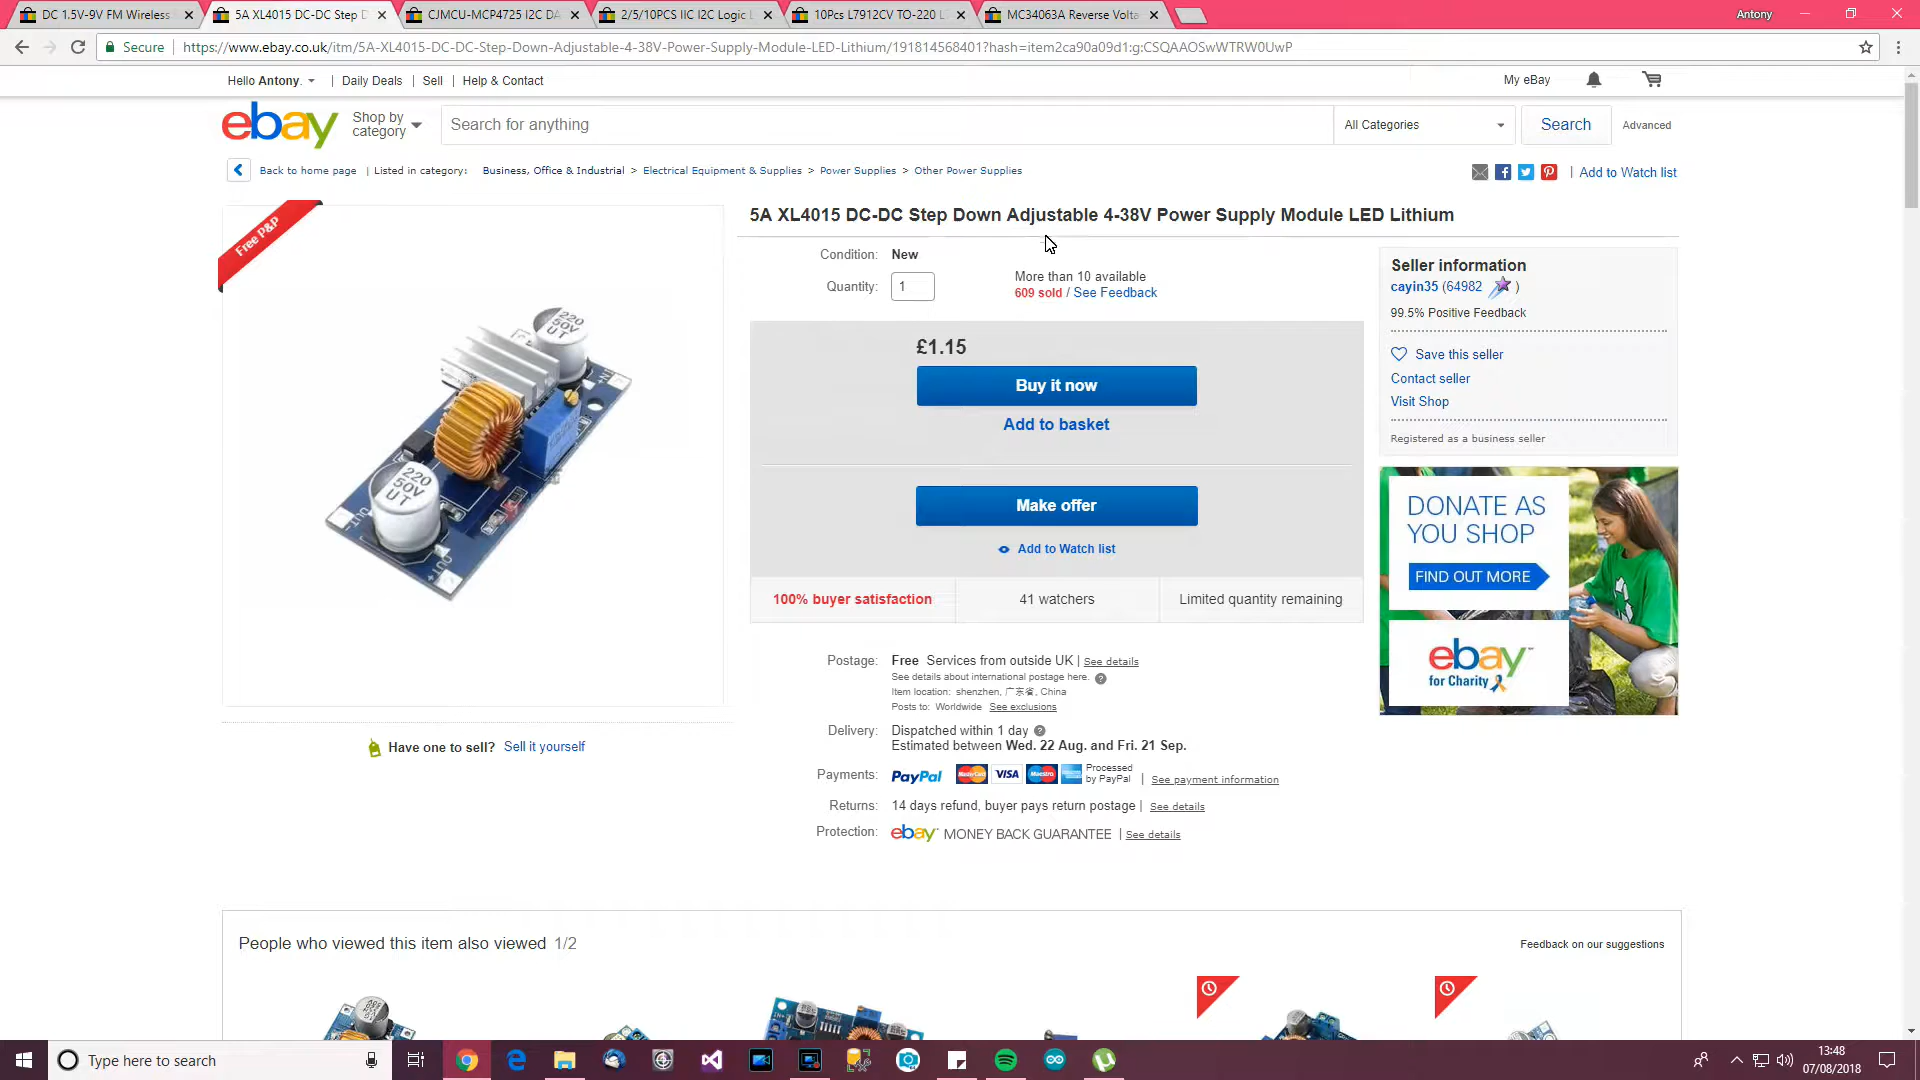 DC 1.5V-9V FM Wireless
5A XL4015 DC-DC Step D
CJMCU-MCP4725 I2C DA
2/5/10PCS IIC I2C Logic L
10Pcs L7912CV TO-220 L
MC34063A Reverse Volta
Antony
Secure
https://www.ebay.co.uk/itm/5A-XL4015-DC-DC-Step-Down-Adjustable-4-38V-Power-Supply-Module-LED-Lithium/191814568401?hash=item2ca90a09d1:g:CSQAAOSwWTRW0UwP
Hello Antony. | Daily Deals | Sell | Help & Contact
My eBay
ebay
Shop by category
Search for anything
All Categories
Search
Advanced
Back to home page | Listed in category: Business, Office & Industrial > Electrical Equipment & Supplies > Power Supplies > Other Power Supplies
| Add to Watch list
Free P&P
220
50V
UT
220
50V
UT
OUT+
5A XL4015 DC-DC Step Down Adjustable 4-38V Power Supply Module LED Lithium
Condition: New
Quantity: 1
More than 10 available
609 sold / See Feedback
£1.15
Buy it now
Add to basket
Make offer
Add to Watch list
100% buyer satisfaction
41 watchers
Limited quantity remaining
Postage: Free Services from outside UK | See details
See details about international postage here.
Item location: shenzhen, 广东省, China
Posts to: Worldwide See exclusions
Delivery: Dispatched within 1 day
Estimated between Wed. 22 Aug. and Fri. 21 Sep.
Payments: PayPal MasterCard VISA Maestro Processed by PayPal | See payment information
Returns: 14 days refund, buyer pays return postage | See details
Protection: ebay MONEY BACK GUARANTEE | See details
Seller information
cayin35 (64982 )
99.5% Positive Feedback
Save this seller
Contact seller
Visit Shop
Registered as a business seller
DONATE AS
YOU SHOP
FIND OUT MORE
ebay
for Charity
Have one to sell? Sell it yourself
People who viewed this item also viewed 1/2
Feedback on our suggestions
Type here to search
13:48
07/08/2018